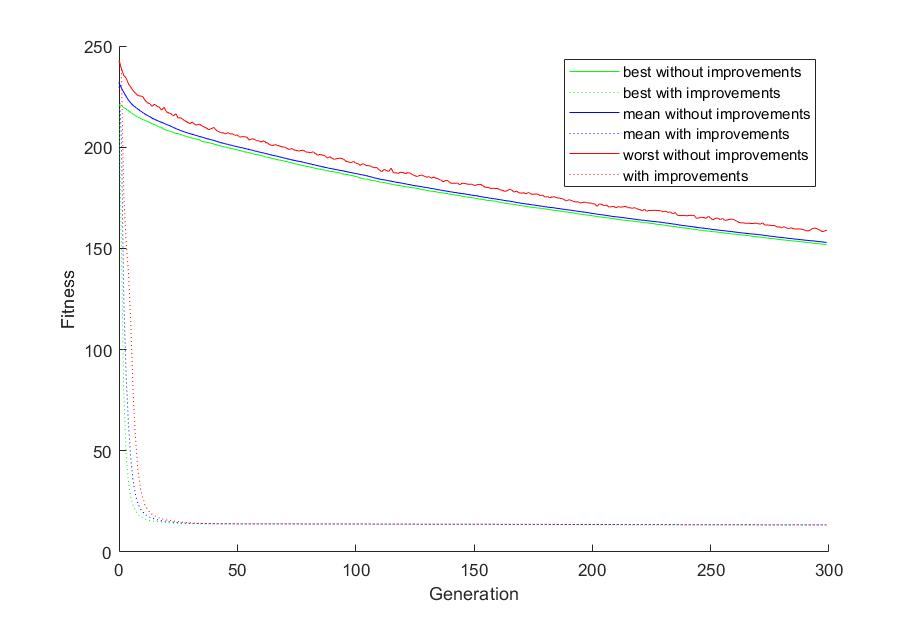 250
200
150
100
50
0
Fitness
best without improvements
best with improvements
mean without improvements
mean with improvements
worst without improvements
with improvements
0 50 100 150 200 250 300
Generation